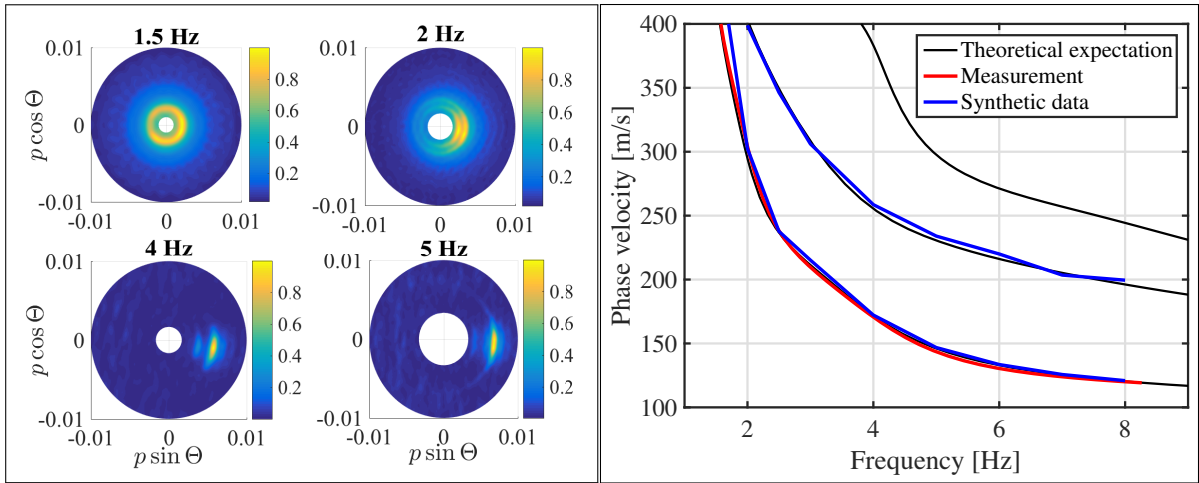 1.5 Hz
0.01
0
-0.01
p cos Θ
-0.01 0 0.01
0.8
0.6
0.4
0.2
2 Hz
0.01
0
-0.01
-0.01 0 0.01
0.8
0.6
0.4
0.2
4 Hz
0.01
0
-0.01
p cos Θ
-0.01 0 0.01
p sin Θ
0.8
0.6
0.4
0.2
5 Hz
0.01
0
-0.01
-0.01 0 0.01
p sin Θ
0.8
0.6
0.4
0.2
400
350
300
250
200
150
100
Phase velocity [m/s]
Theoretical expectation
Measurement
Synthetic data
2 4 6 8
Frequency [Hz]